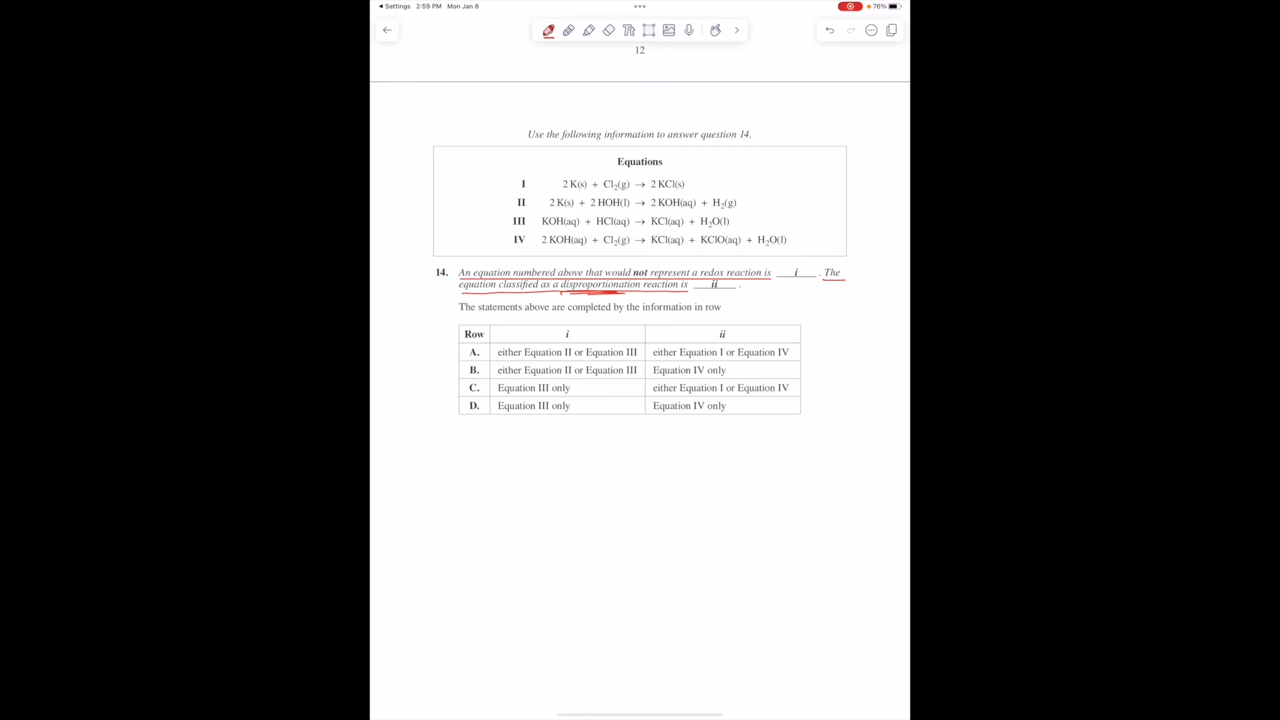 Settings 2:59 PM Mon Jan 8 76%
12
Use the following information to answer question 14.
Equations
I 2 K(s) + Cl₂(g) → 2 KCl(s)
II 2 K(s) + 2 HOH(l) → 2 KOH(aq) + H₂(g)
III KOH(aq) + HCl(aq) → KCl(aq) + H₂O(l)
IV 2 KOH(aq) + Cl₂(g) → KCl(aq) + KClO(aq) + H₂O(l)
14. An equation numbered above that would not represent a redox reaction is ___i___ . The
equation classified as a disproportionation reaction is ___ii___ .
The statements above are completed by the information in row
Row i ii
A. either Equation II or Equation III either Equation I or Equation IV
B. either Equation II or Equation III Equation IV only
C. Equation III only either Equation I or Equation IV
D. Equation III only Equation IV only